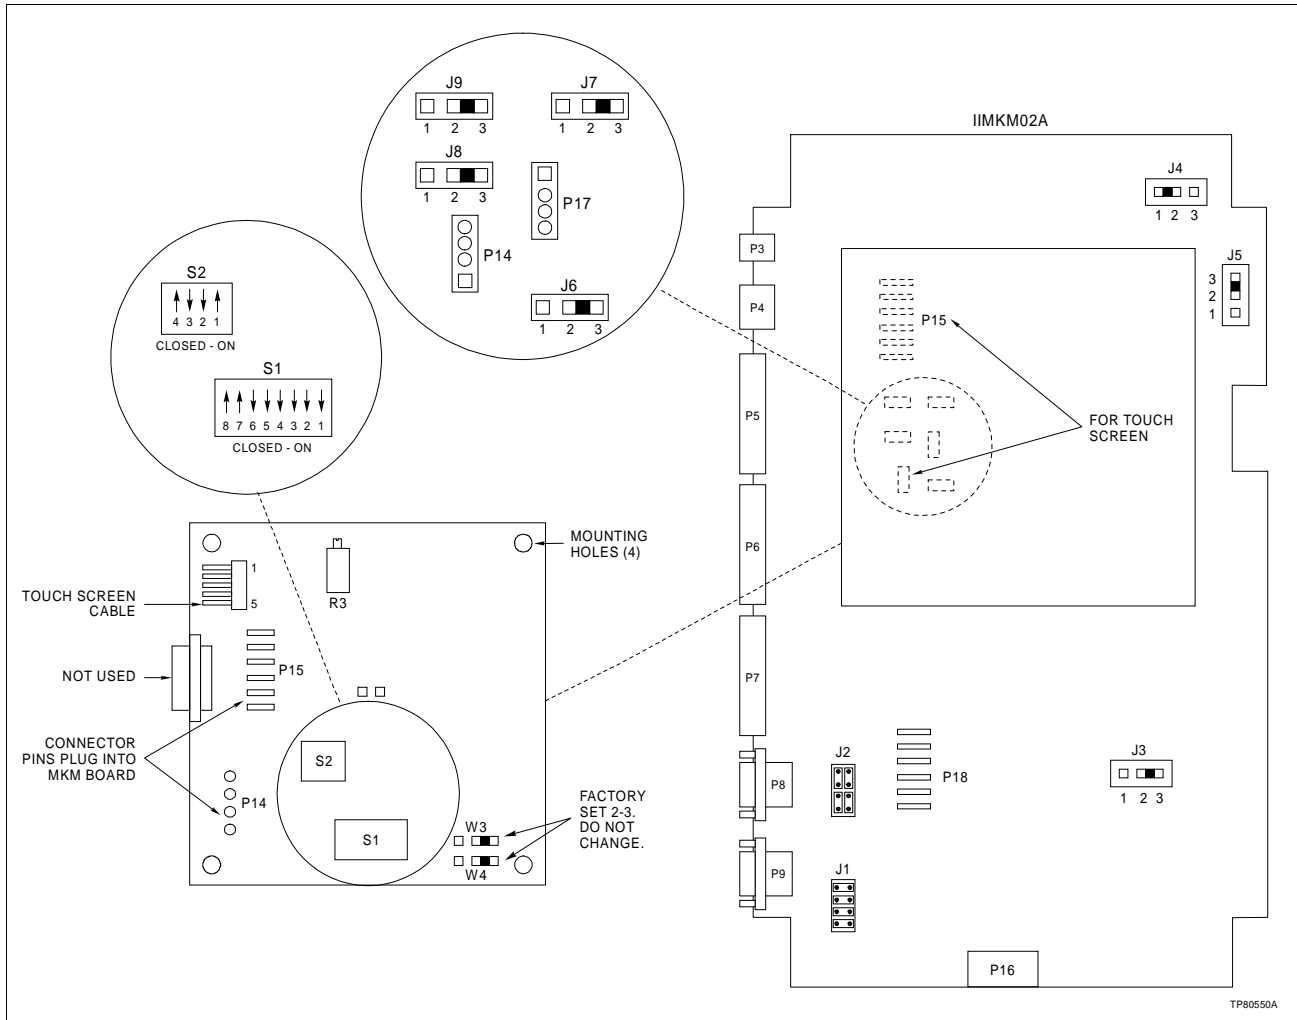 J9
1 2 3
J7
1 2 3
J8
1 2 3
P17
P14
J6
1 2 3
S2
4 3 2 1
CLOSED - ON
S1
8 7 6 5 4 3 2 1
CLOSED - ON
IIMKM02A
J4
1 2 3
J5
3
2
1
P3
P4
P5
P6
P7
P8
P9
P15
FOR TOUCH
SCREEN
MOUNTING
HOLES (4)
1
5
R3
TOUCH SCREEN
CABLE
P15
NOT USED
CONNECTOR
PINS PLUG INTO
MKM BOARD
P14
S2
S1
FACTORY
SET 2-3.
DO NOT
CHANGE.
W3
W4
J2
P18
J3
1 2 3
J1
P16
TP80550A